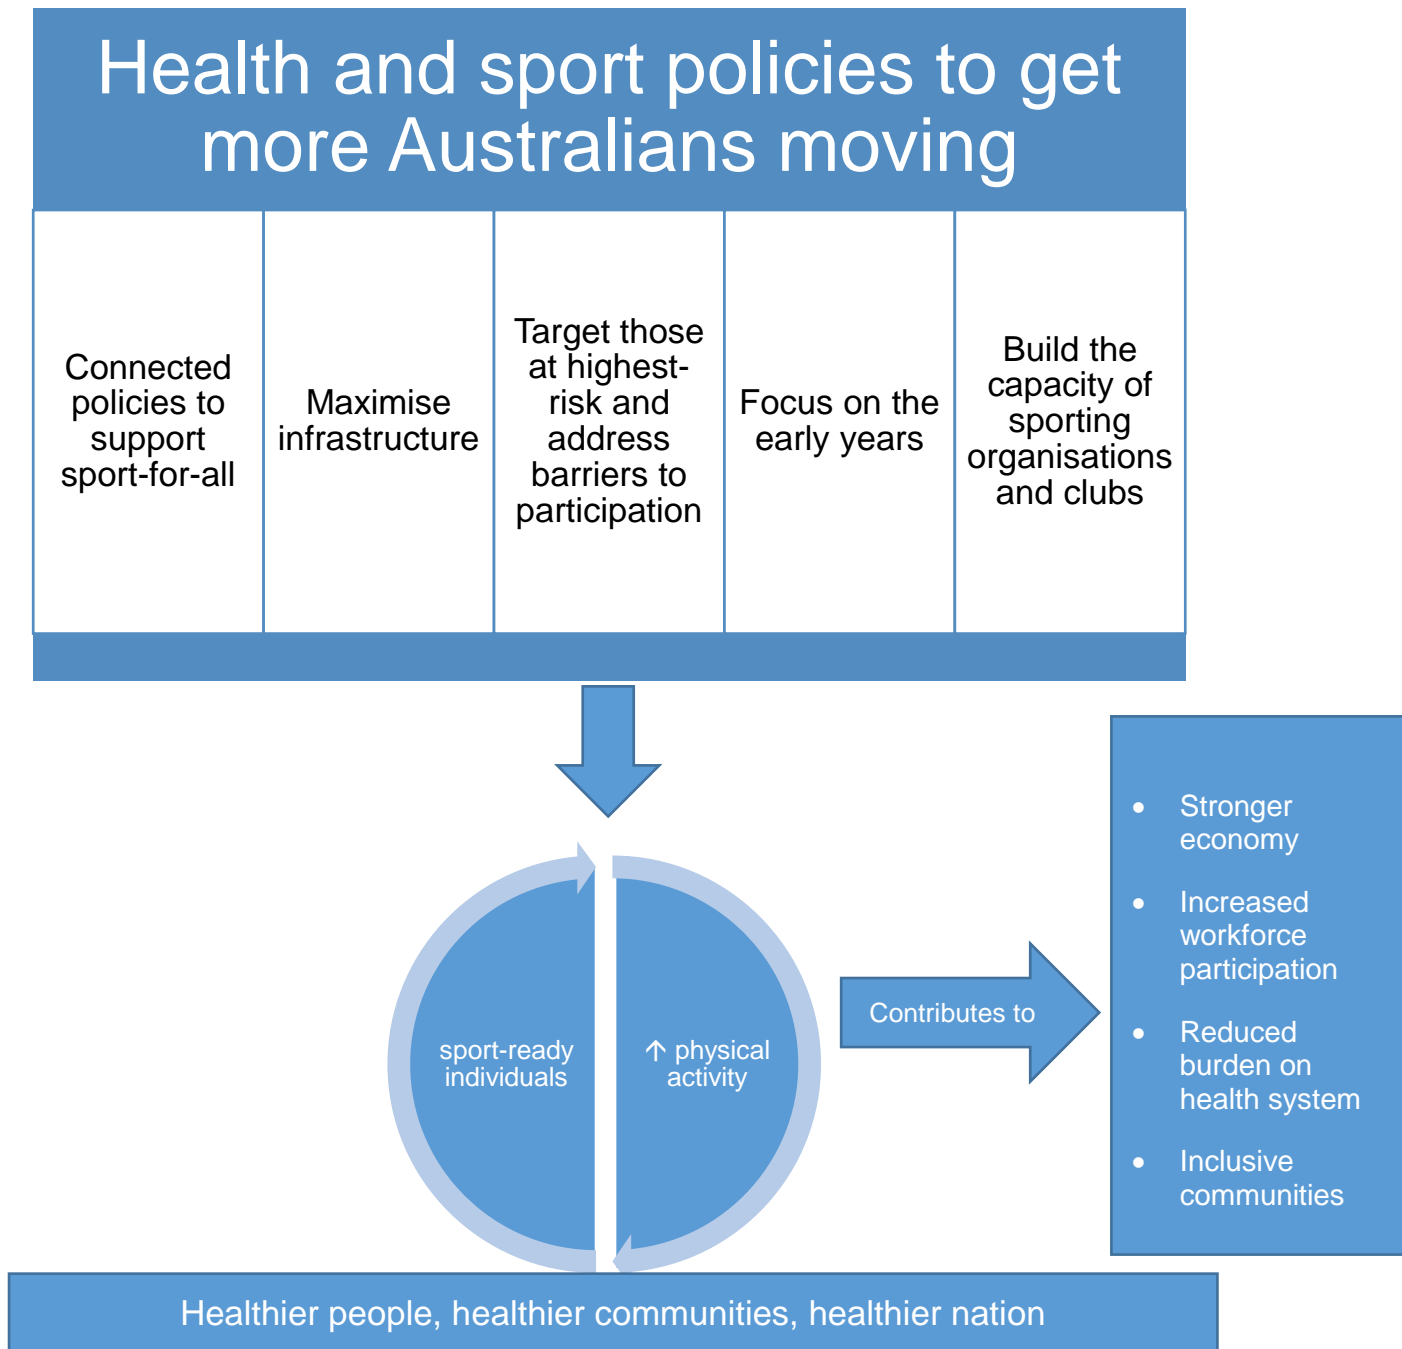 Health and sport policies to get
more Australians moving
Connected
policies to
support
sport-for-all
Maximise
infrastructure
Target those
at highest-
risk and
address
barriers to
participation
Focus on the
early years
Build the
capacity of
sporting
organisations
and clubs
sport-ready
individuals
↑ physical
activity
Contributes to
• Stronger
economy
• Increased
workforce
participation
• Reduced
burden on
health system
• Inclusive
communities
Healthier people, healthier communities, healthier nation